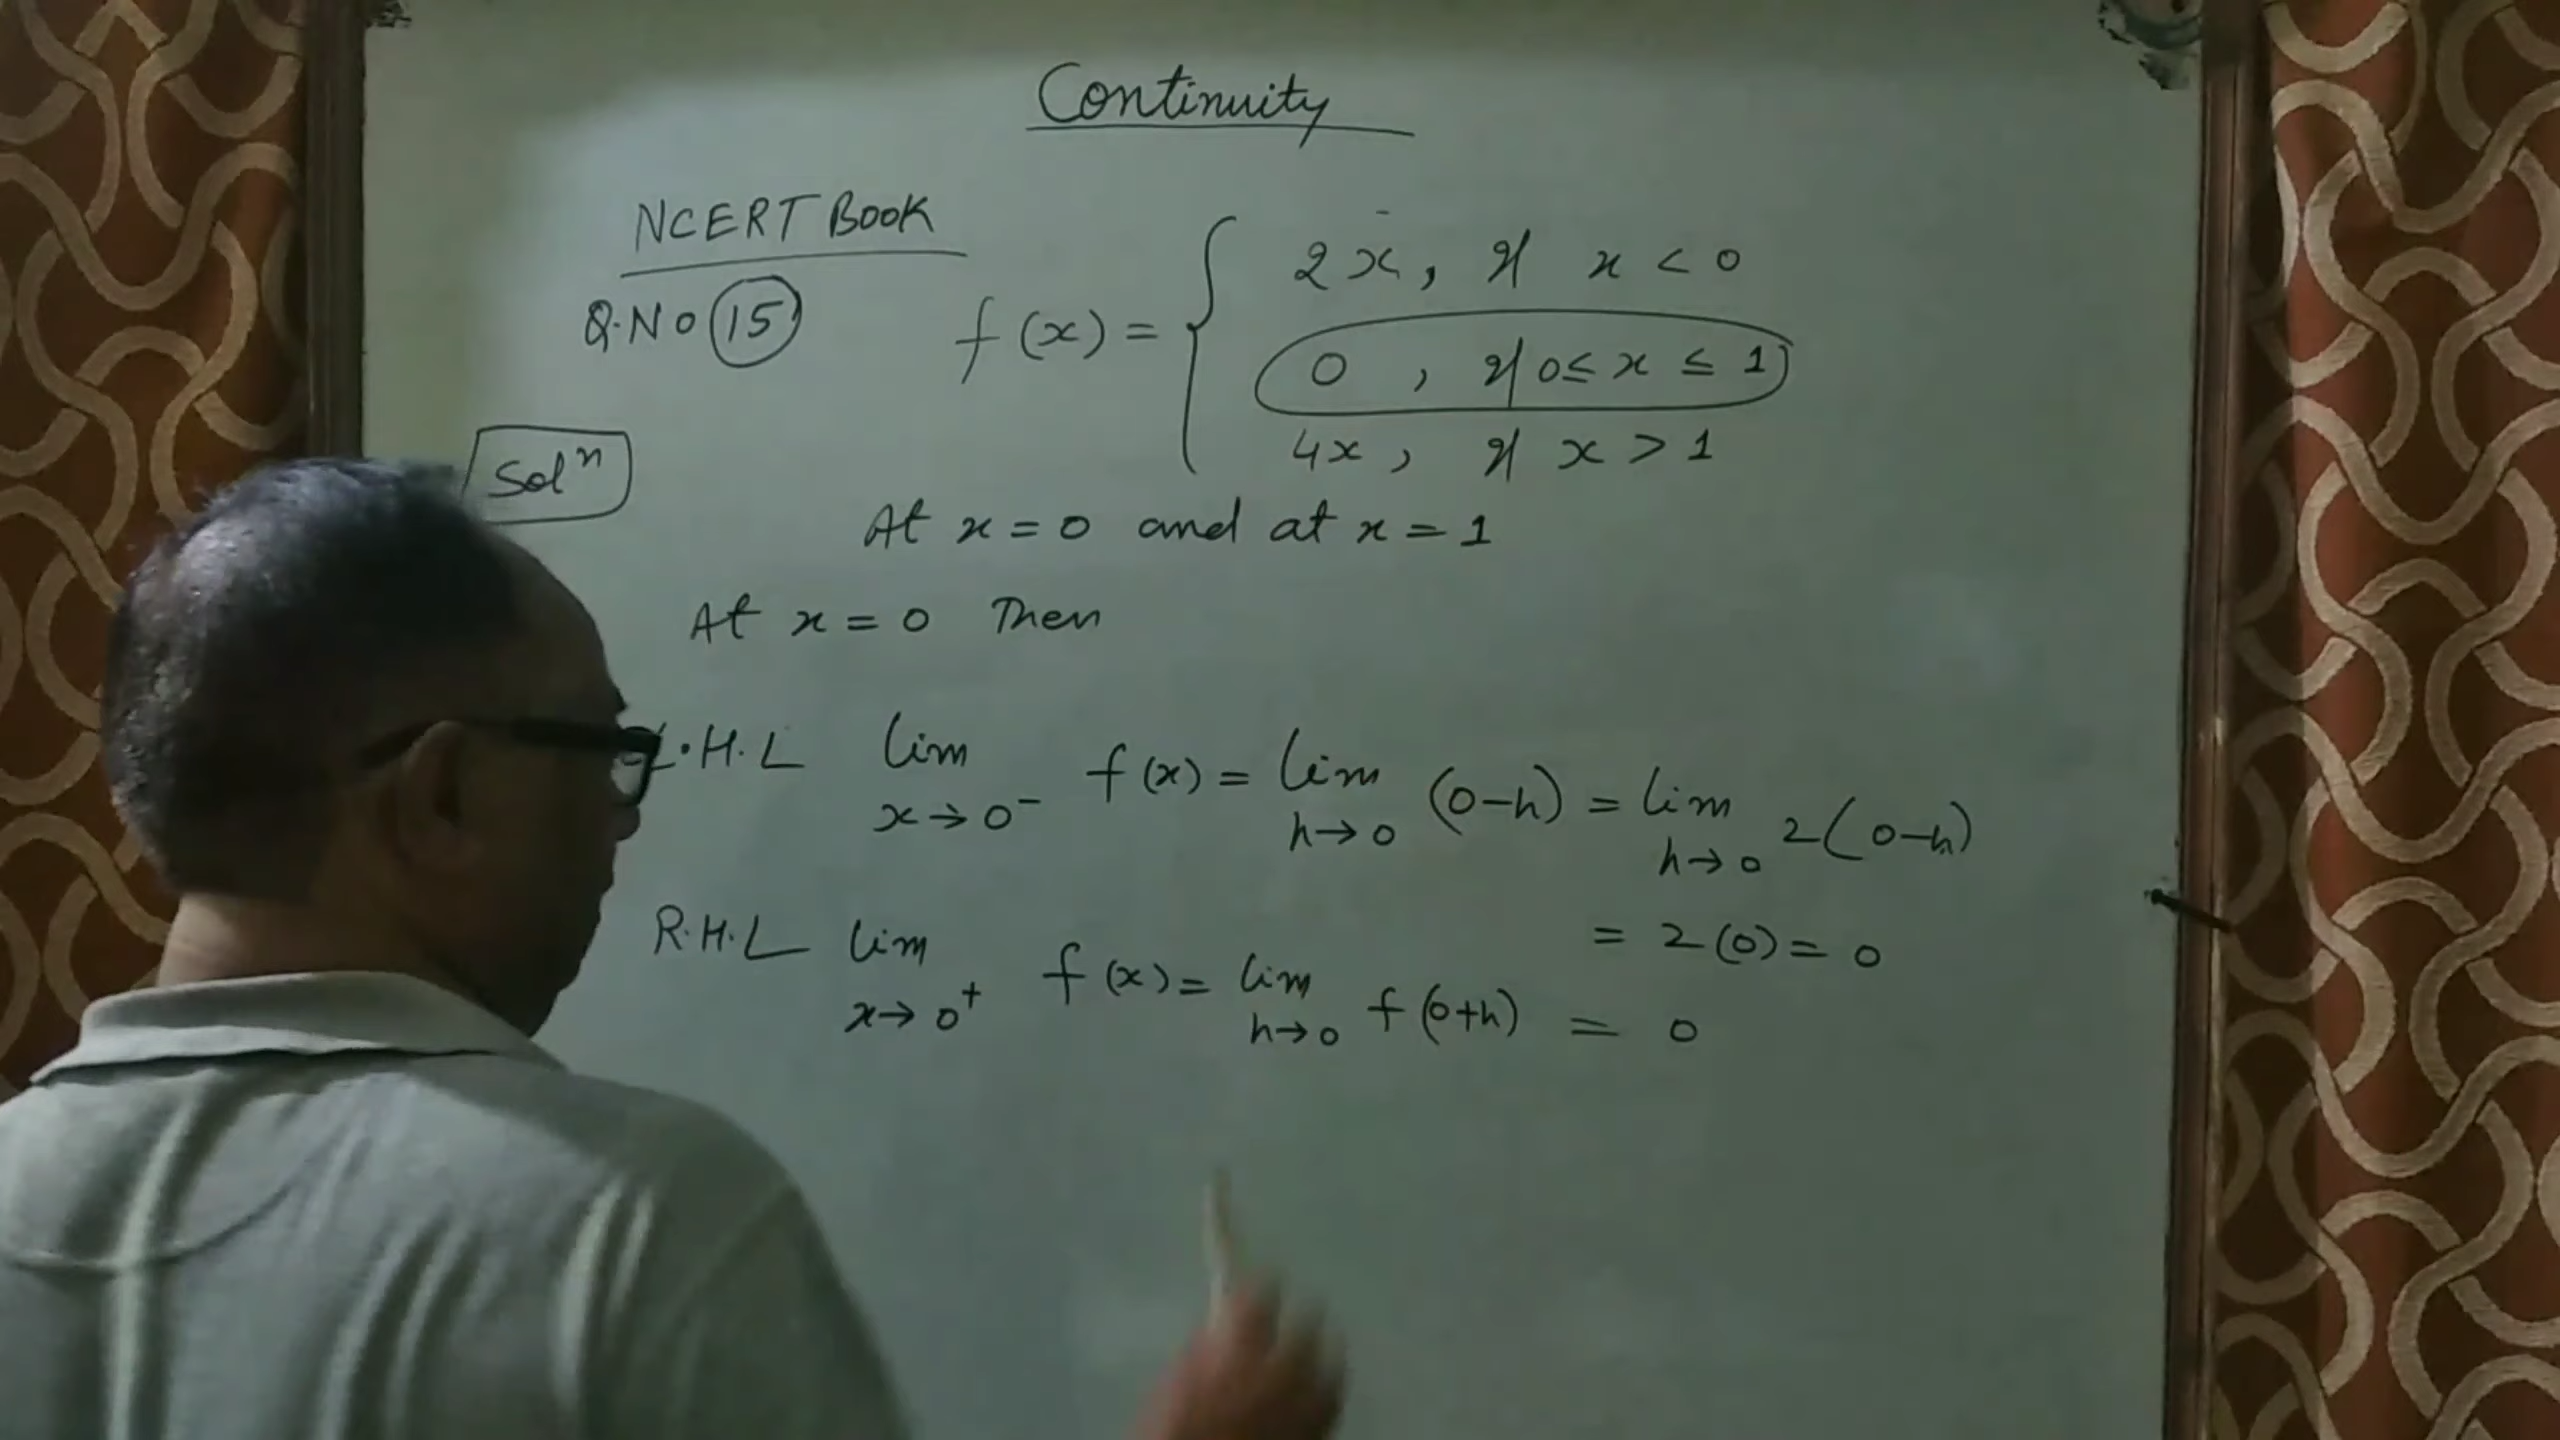 Continuity
NCERT BOOK
Q.NO 15
f(x) = { 2x, if x < 0
0, if 0 ≤ x ≤ 1
4x, if x > 1
Solⁿ
At x = 0 and at x = 1
At x = 0 Then
L.H.L lim x→0⁻ f(x) = lim h→0 (0-h) = lim h→0 2(0-h)
= 2(0) = 0
R.H.L lim x→0⁺ f(x) = lim h→0 f(0+h) = 0